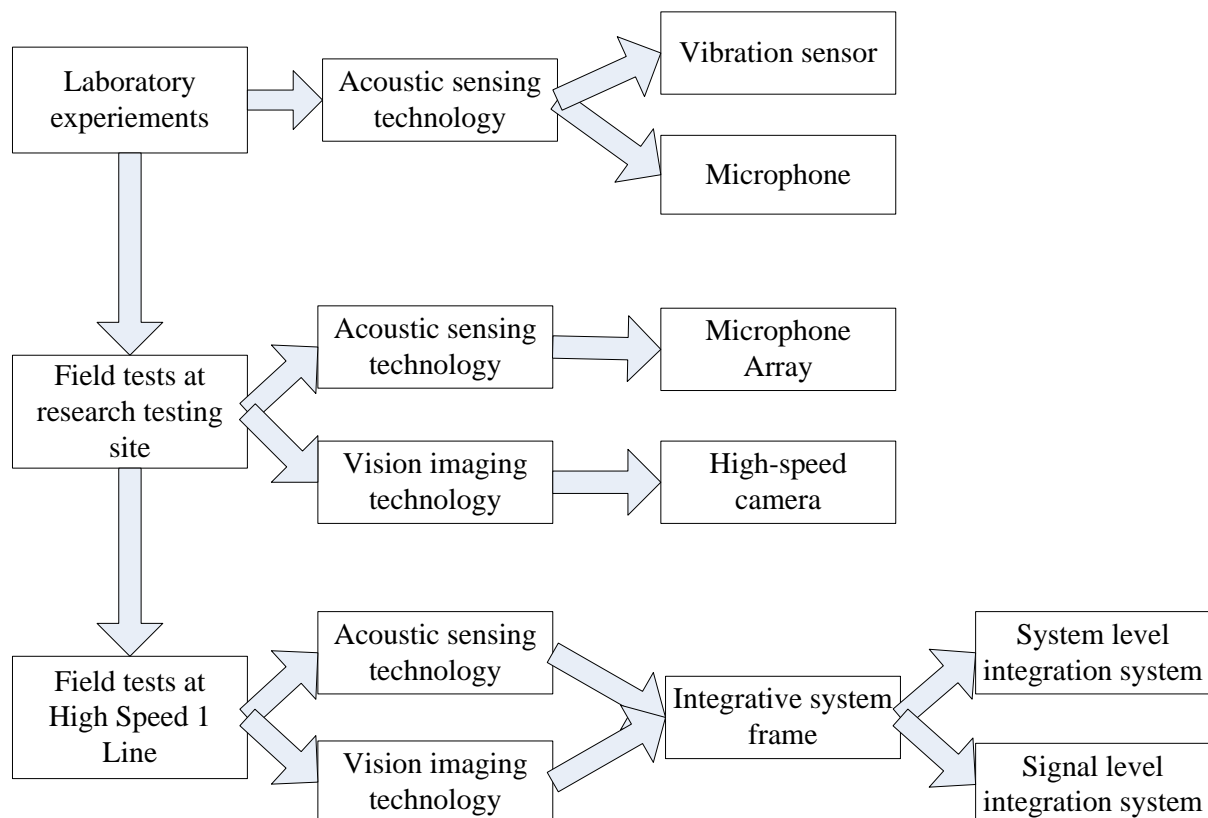 Laboratory
experiements
Acoustic sensing
technology
Vibration sensor
Microphone
Field tests at
research testing
site
Acoustic sensing
technology
Microphone
Array
Vision imaging
technology
High-speed
camera
Field tests at
High Speed 1
Line
Acoustic sensing
technology
Vision imaging
technology
Integrative system
frame
System level
integration system
Signal level
integration system